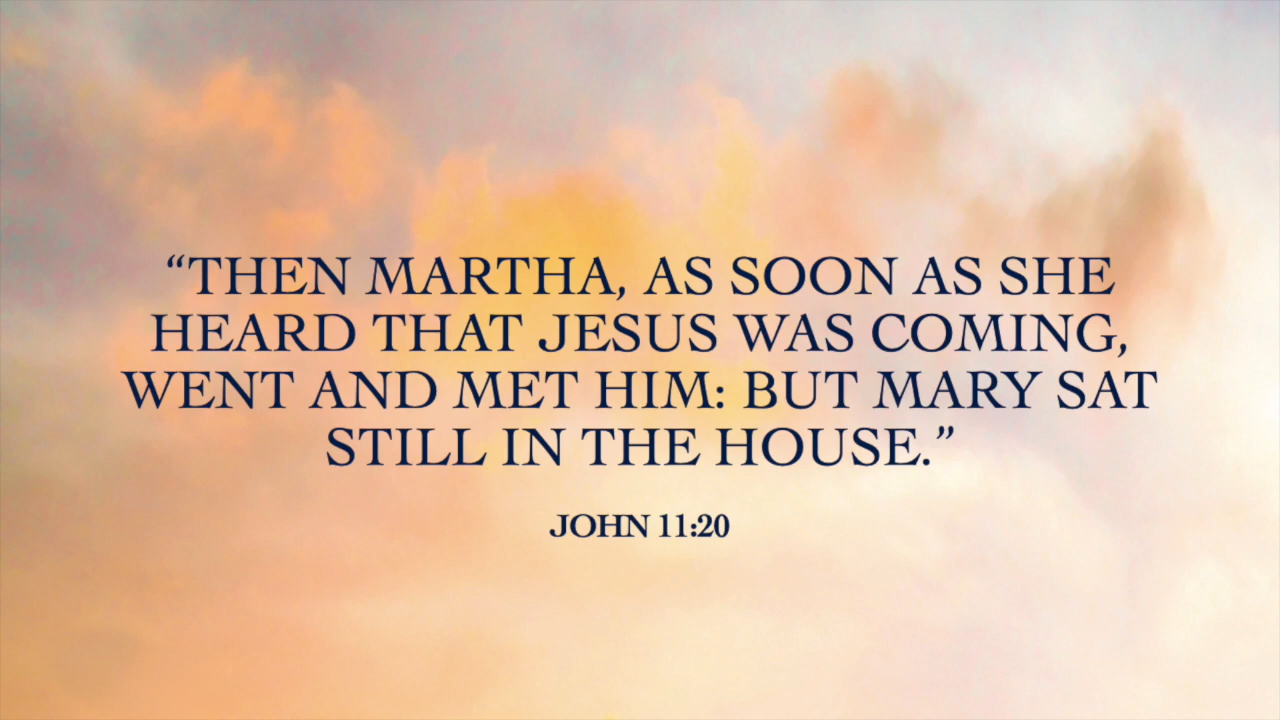 “THEN MARTHA, AS SOON AS SHE
HEARD THAT JESUS WAS COMING,
WENT AND MET HIM: BUT MARY SAT
STILL IN THE HOUSE.”
JOHN 11:20